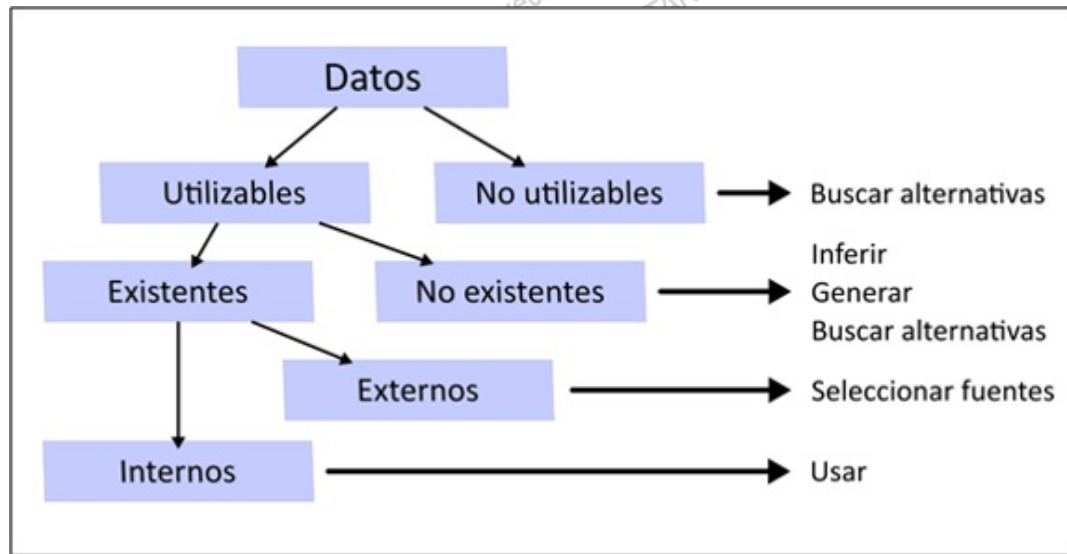 Datos
Utilizables
No utilizables
Buscar alternativas
Existentes
No existentes
Inferir
Generar
Buscar alternativas
Externos
Seleccionar fuentes
Internos
Usar